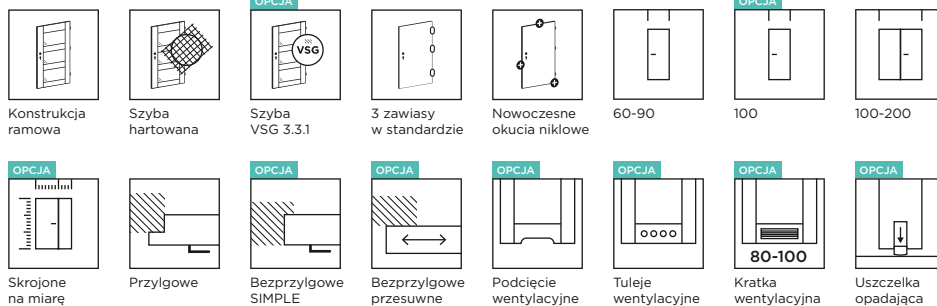 OPCJA OPCJA
VSG
Konstrukcja
ramowa
Szyba
hartowana
Szyba
VSG 3.3.1
3 zawiasy
w standardzie
Nowoczesne
okucia niklowe
60-90
100
100-200
OPCJA OPCJA OPCJA OPCJA OPCJA OPCJA OPCJA
80-100
Skrojone
na miarę
Przylgowe
Bezprzylgowe
SIMPLE
Bezprzylgowe
przesuwne
Podcięcie
wentylacyjne
Tuleje
wentylacyjne
Kratka
wentylacyjna
Uszczelka
opadająca